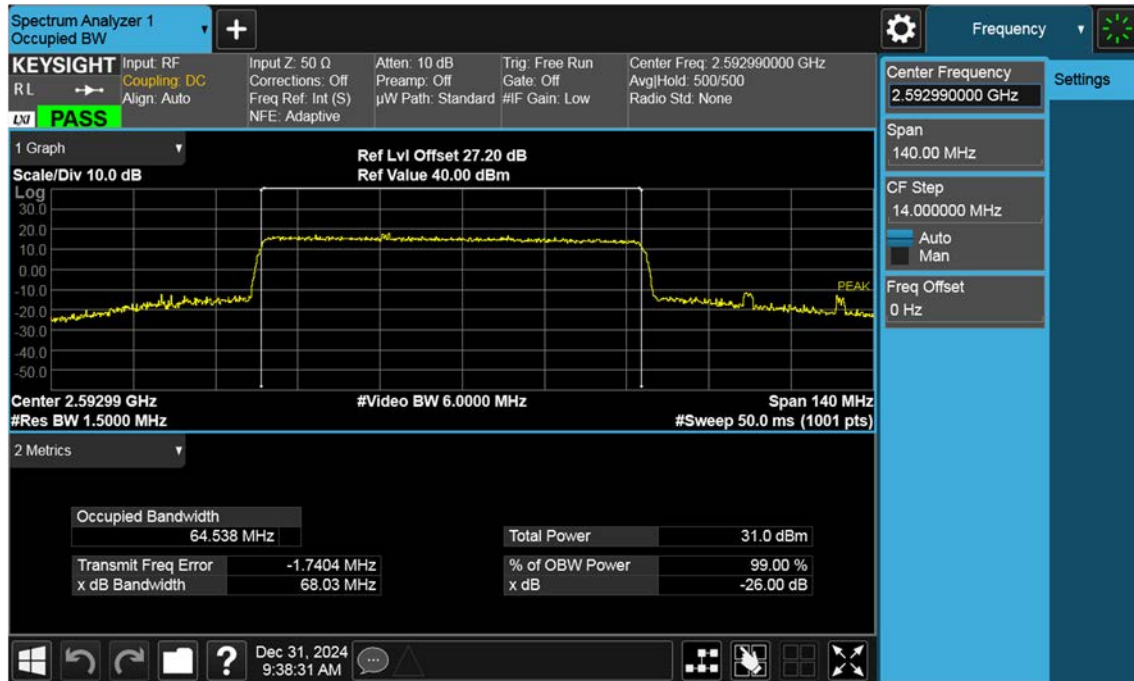 Spectrum Analyzer 1
Occupied BW
+
Frequency
KEYSIGHT
RL
LXI PASS
Input: RF
Coupling: DC
Align: Auto
Input Z: 50 Ω
Corrections: Off
Freq Ref: Int (S)
NFE: Adaptive
Atten: 10 dB
Preamp: Off
µW Path: Standard
Trig: Free Run
Gate: Off
#IF Gain: Low
Center Freq: 2.592990000 GHz
Avg|Hold: 500/500
Radio Std: None
Center Frequency
2.592990000 GHz
Settings
Span
140.00 MHz
CF Step
14.000000 MHz
Auto
Man
Freq Offset
0 Hz
1 Graph
Scale/Div 10.0 dB
Ref Lvl Offset 27.20 dB
Ref Value 40.00 dBm
Log
30.0
20.0
10.0
0.00
-10.0
-20.0
-30.0
-40.0
-50.0
PEAK
Center 2.59299 GHz
#Res BW 1.5000 MHz
#Video BW 6.0000 MHz
Span 140 MHz
#Sweep 50.0 ms (1001 pts)
2 Metrics
Occupied Bandwidth
64.538 MHz
Total Power 31.0 dBm
Transmit Freq Error -1.7404 MHz
% of OBW Power 99.00 %
x dB Bandwidth 68.03 MHz
x dB -26.00 dB
?
Dec 31, 2024
9:38:31 AM